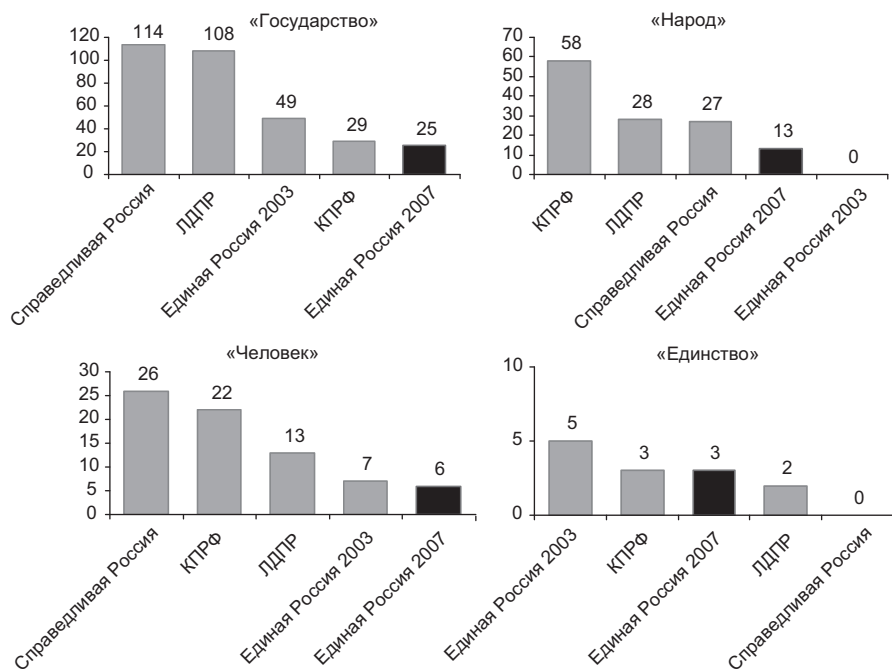 «Государство»
120
100
80
60
40
20
0
114
108
49
29
25
Справедливая Россия
ЛДПР
Единая Россия 2003
КПРФ
Единая Россия 2007
«Народ»
70
60
50
40
30
20
10
0
58
28
27
13
0
КПРФ
ЛДПР
Справедливая Россия
Единая Россия 2007
Единая Россия 2003
«Человек»
30
25
20
15
10
5
0
26
22
13
7
6
Справедливая Россия
КПРФ
ЛДПР
Единая Россия 2003
Единая Россия 2007
«Единство»
10
5
0
5
3
3
2
0
Единая Россия 2003
КПРФ
Единая Россия 2007
ЛДПР
Справедливая Россия